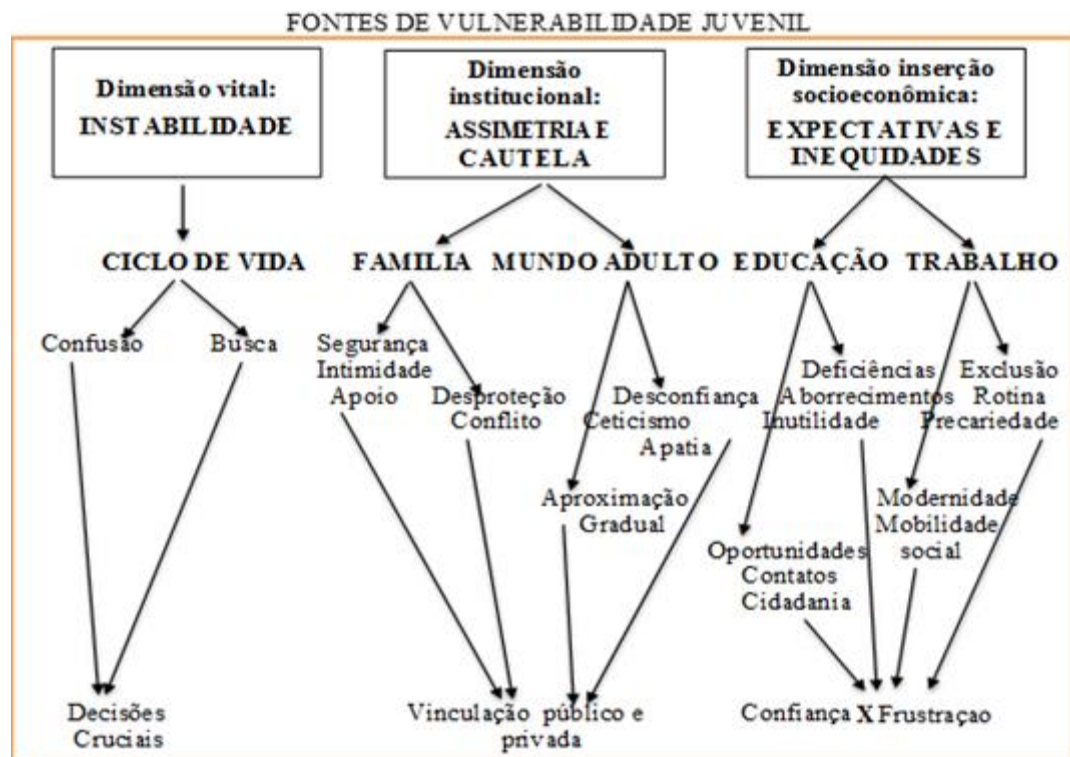 FONTES DE VULNERABILIDADE JUVENIL
Dimensão vital:
INSTABILIDADE
Dimensão
institucional:
ASSIMETRIA E
CAUTELA
Dimensão inserção
socioeconômica:
EXPECTATIVAS E
INEQUIDADES
CICLO DE VIDA
FAMILIA
MUNDO ADULTO
EDUCAÇÃO
TRABALHO
Confusão
Busca
Segurança
Intimidade
Apoio
Desproteção
Conflito
Desconfiança
Ceticismo
Apatia
Aproximação
Gradual
Deficiências
Aborrecimentos
Inutilidade
Exclusão
Rotina
Precariedade
Oportunidades
Contatos
Cidadania
Modernidade
Mobilidade
social
Decisões
Cruciais
Vinculação público e
privada
Confiança X Frustraçao